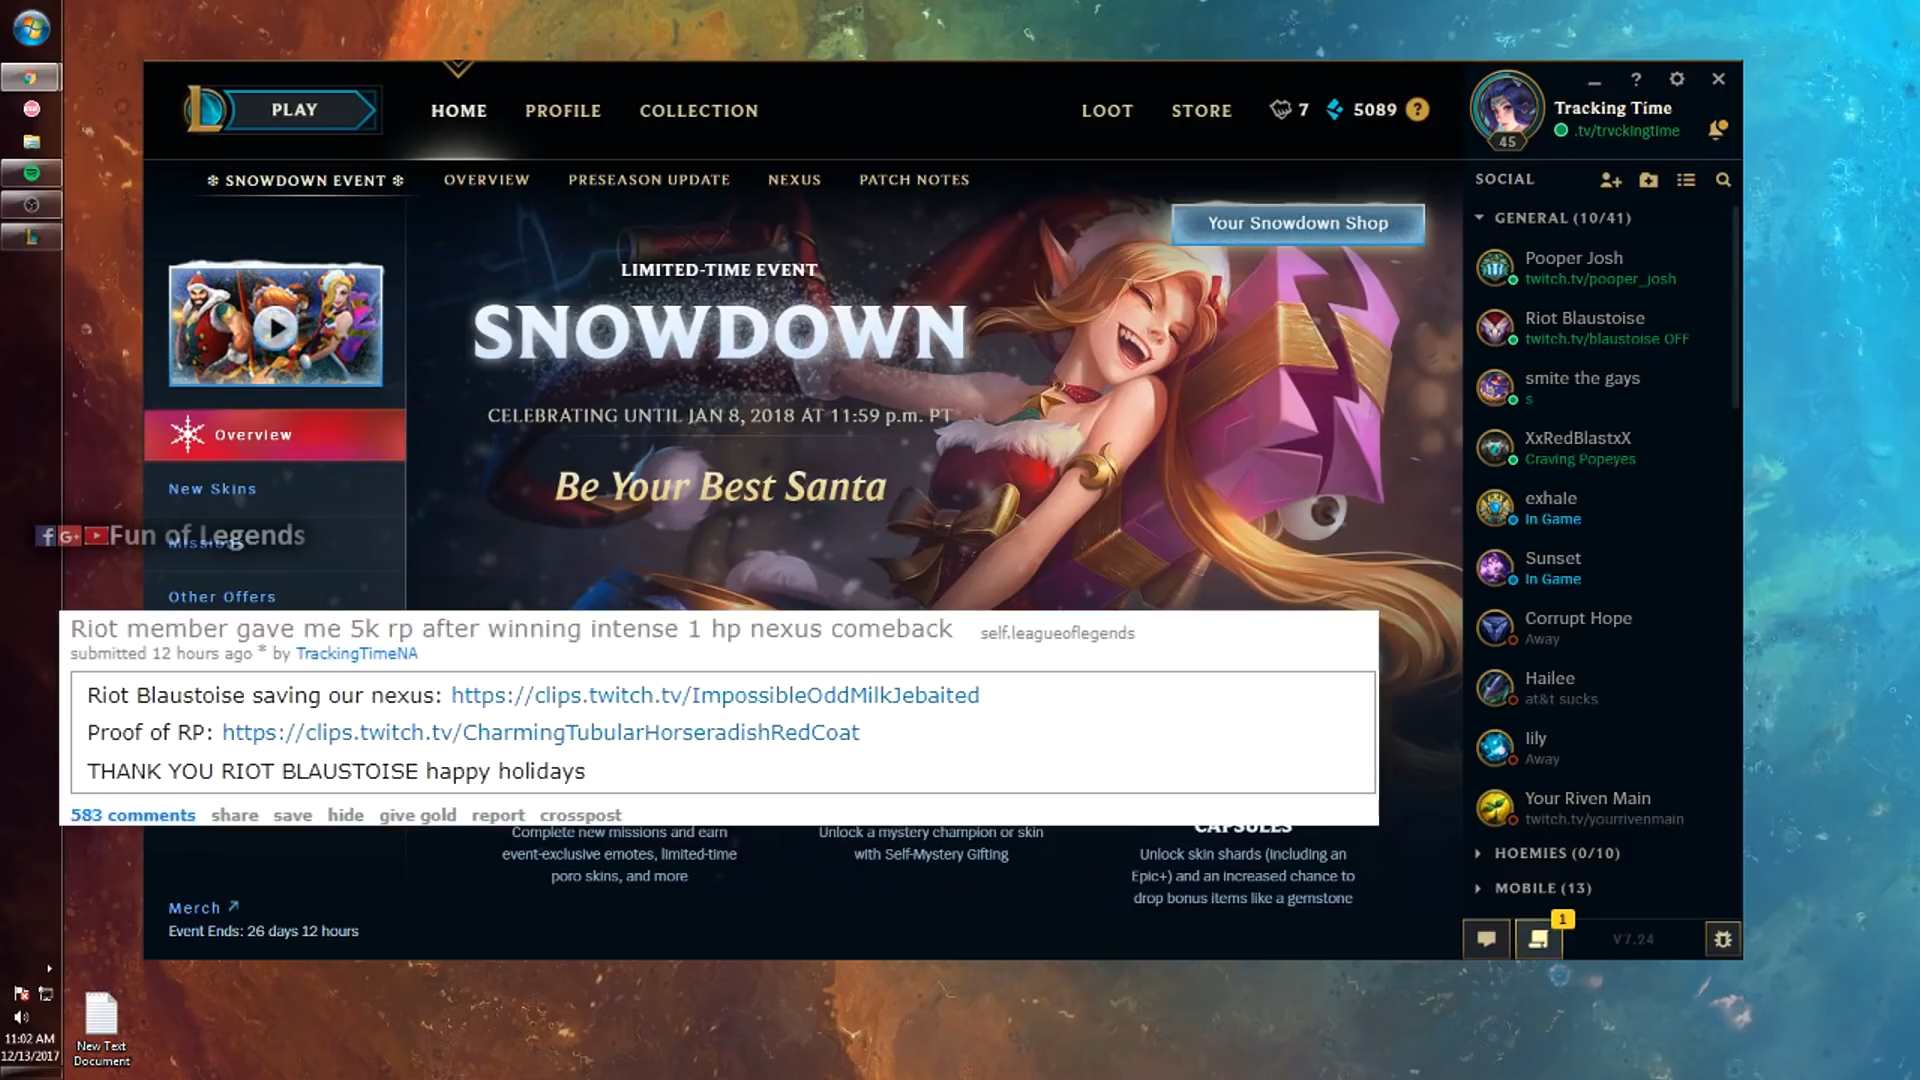 PLAY
HOME
PROFILE
COLLECTION
LOOT
STORE
7
5089
?
?
45
Tracking Time
.tv/trvckingtime
❄ SNOWDOWN EVENT ❄
OVERVIEW
PRESEASON UPDATE
NEXUS
PATCH NOTES
SOCIAL
Your Snowdown Shop
LIMITED-TIME EVENT
SNOWDOWN
CELEBRATING UNTIL JAN 8, 2018 AT 11:59 p.m. PT
Be Your Best Santa
Overview
New Skins
Missions
Fun of Legends
Other Offers
GENERAL (10/41)
Pooper Josh
twitch.tv/pooper_josh
Riot Blaustoise
twitch.tv/blaustoise OFF
smite the gays
s
XxRedBlastxX
Craving Popeyes
exhale
In Game
Sunset
In Game
Corrupt Hope
Away
Hailee
at&t sucks
lily
Away
Your Riven Main
twitch.tv/yourrivenmain
HOEMIES (0/10)
MOBILE (13)
1
V7.24
Riot member gave me 5k rp after winning intense 1 hp nexus comeback self.leagueoflegends
submitted 12 hours ago * by TrackingTimeNA
Riot Blaustoise saving our nexus: https://clips.twitch.tv/ImpossibleOddMilkJebaited
Proof of RP: https://clips.twitch.tv/CharmingTubularHorseradishRedCoat
THANK YOU RIOT BLAUSTOISE happy holidays
583 comments share save hide give gold report crosspost
Complete new missions and earn
event-exclusive emotes, limited-time
poro skins, and more
Unlock a mystery champion or skin
with Self-Mystery Gifting
CAPSULES
Unlock skin shards (including an
Epic+) and an increased chance to
drop bonus items like a gemstone
Merch
Event Ends: 26 days 12 hours
11:02 AM
12/13/2017
New Text
Document